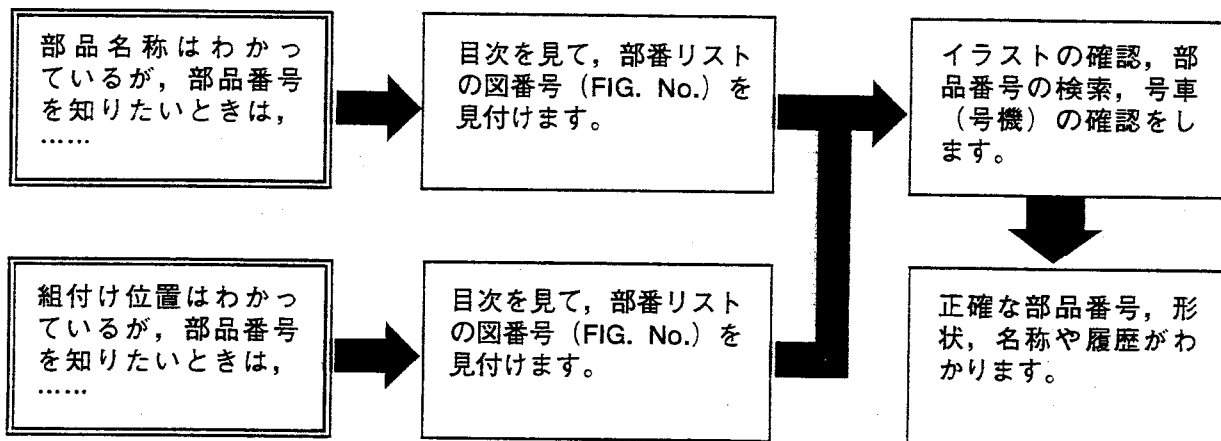 部品名称はわかっ
ているが，部品番号
を知りたいときは，
……
目次を見て，部番リスト
の図番号（FIG. No.）を
見付けます。
イラストの確認，部
品番号の検索，号車
（号機）の確認をし
ます。
組付け位置はわかっ
ているが，部品番号
を知りたいときは，
……
目次を見て，部番リスト
の図番号（FIG. No.）を
見付けます。
正確な部品番号，形
状，名称や履歴がわ
かります。